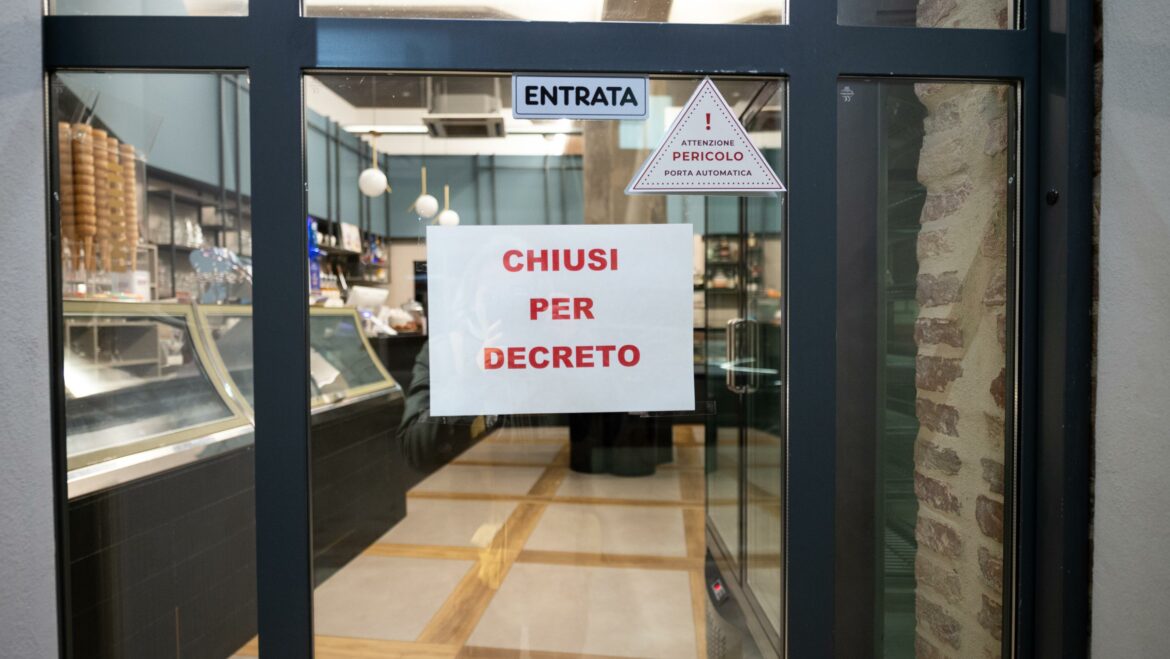 ENTRATA
!
ATTENZIONE
PERICOLO
PORTA AUTOMATICA
CHIUSI
PER
DECRETO